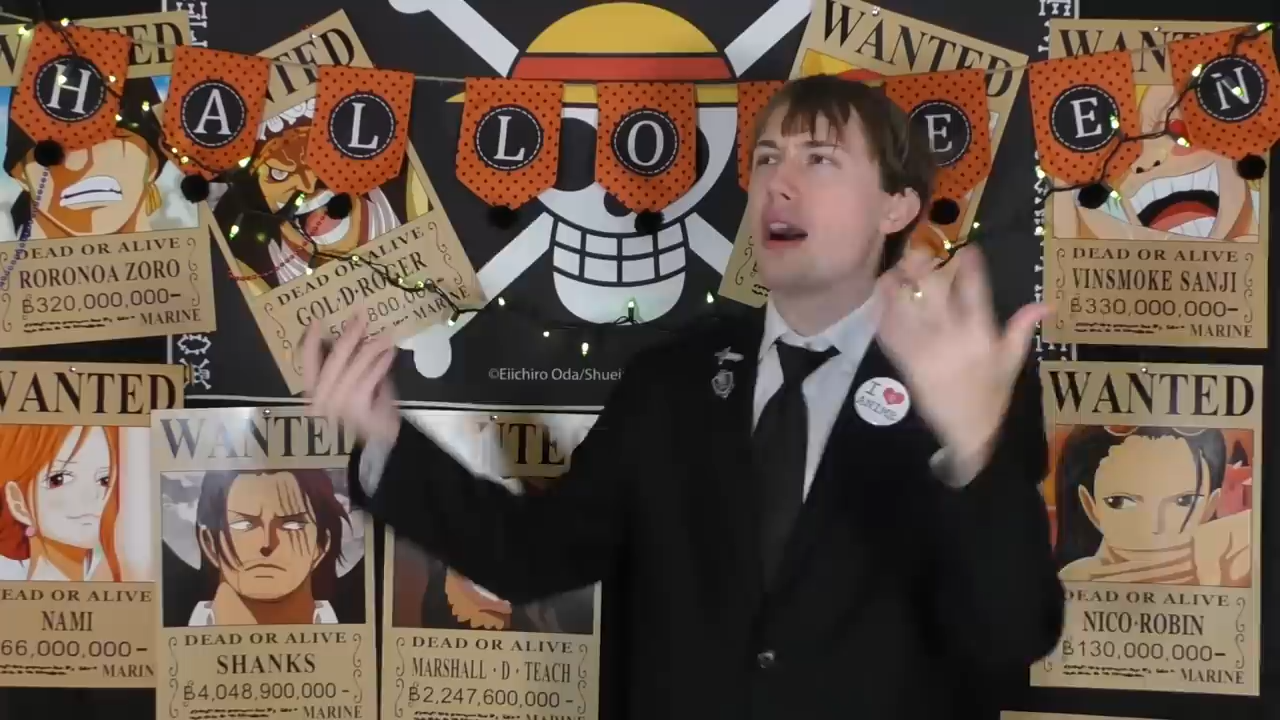 HALLO EEN
WANTED
DEAD OR ALIVE
RORONOA ZORO
฿320,000,000-
MARINE
DEAD OR ALIVE
GOL·D·ROGER
MARINE
©Eiichiro Oda/Shuei
WANTED
WANTED
DEAD OR ALIVE
VINSMOKE SANJI
฿330,000,000-
MARINE
I ❤
ANIME
WANTED
DEAD OR ALIVE
NAMI
66,000,000-
MARIN
WANTED
DEAD OR ALIVE
SHANKS
฿4,048,900,000-
MARINE
DEAD OR ALIVE
MARSHALL·D·TEACH
฿2,247,600,000-
WANTED
DEAD OR ALIVE
NICO·ROBIN
฿130,000,000-
MARINE